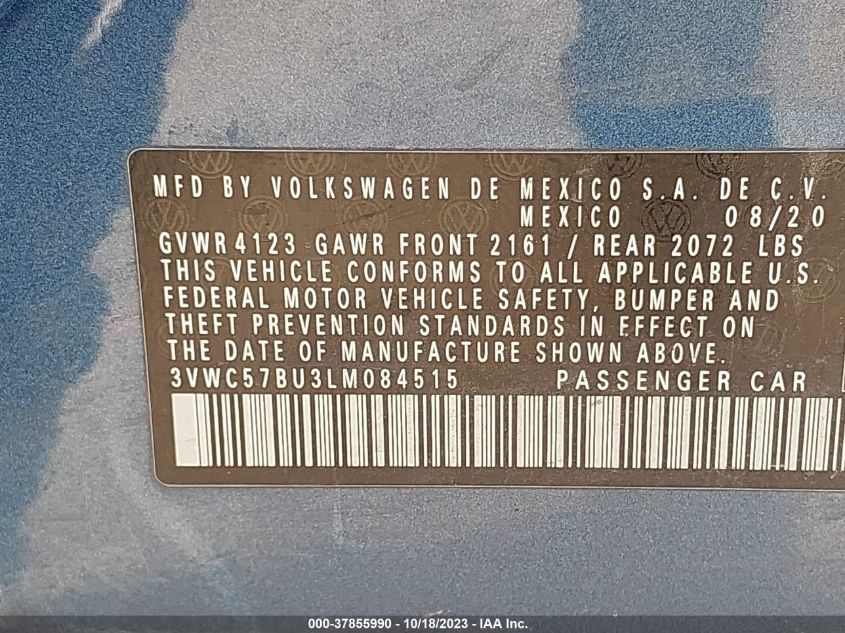 MFD BY VOLKSWAGEN DE MEXICO S.A. DE C.V.
MEXICO 08/20
GVWR 4123 GAWR FRONT 2161 / REAR 2072 LBS
THIS VEHICLE CONFORMS TO ALL APPLICABLE U.S.
FEDERAL MOTOR VEHICLE SAFETY, BUMPER AND
THEFT PREVENTION STANDARDS IN EFFECT ON
THE DATE OF MANUFACTURE SHOWN ABOVE.
3VWC57BU3LM084515 PASSENGER CAR
000-37855990 - 10/18/2023 - IAA Inc.